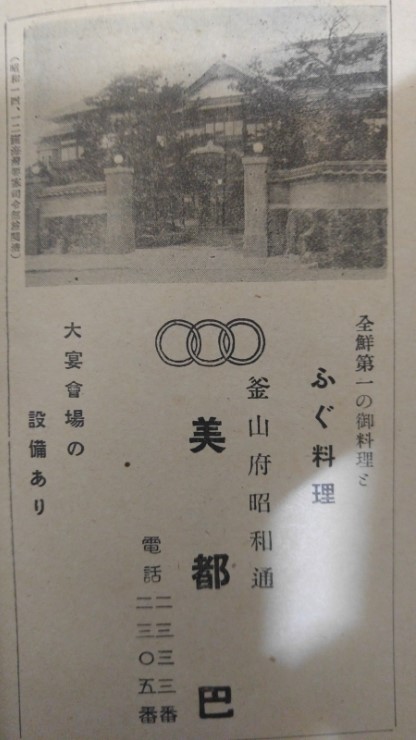 全鮮第一の御料理と
ふぐ料理
釜山府昭和通
美都巴
電話 二三三三番
二三〇五番
大宴會場の
設備あり